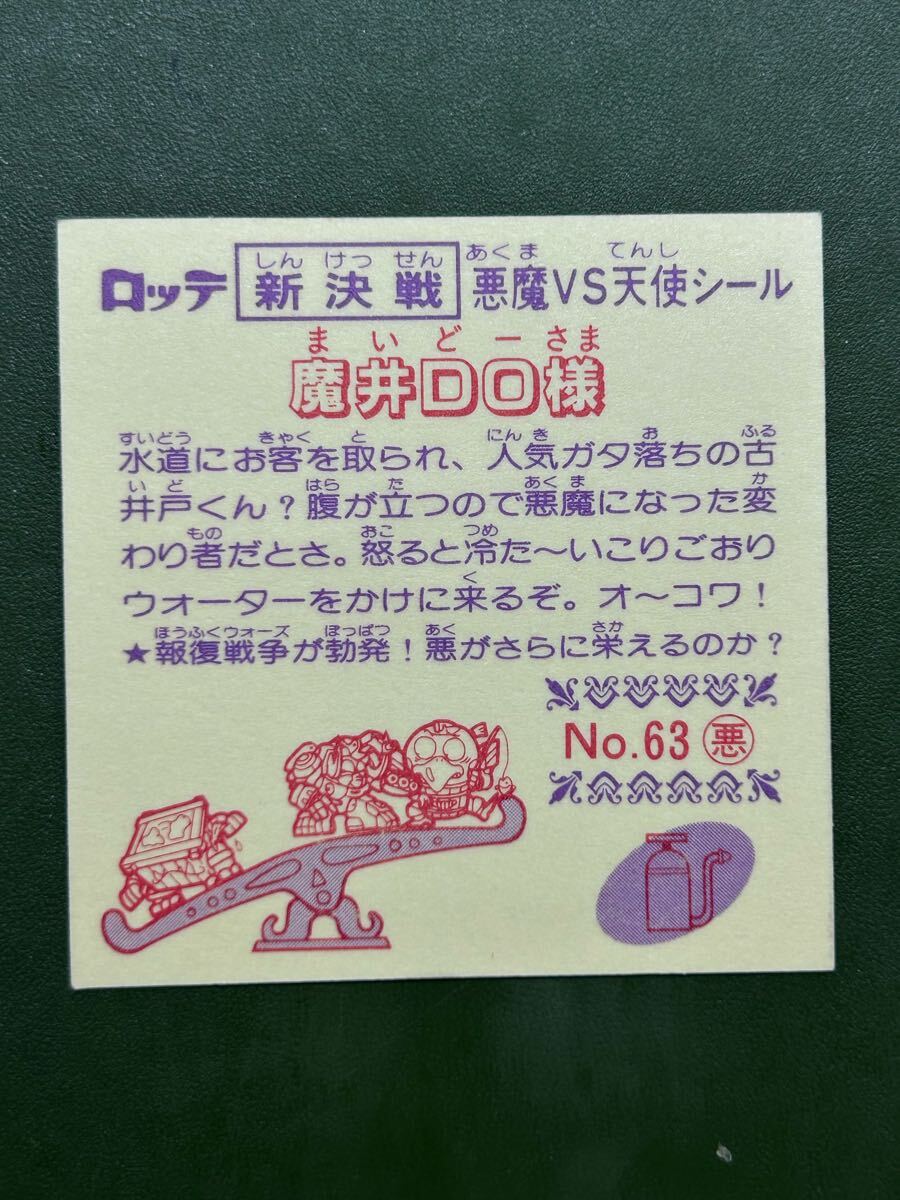 しん けっ せん あくま てんし
ロッテ 新決戦 悪魔VS天使シール
まいどーさま
魔井DO様
すいどう きゃく と にん き お ふる
水道にお客を取られ、人気ガタ落ちの古
い ど はら た あく ま か
井戸くん？腹が立つので悪魔になった変
もの おこ つめ
わり者だとさ。怒ると冷た〜いこりごおり
く
ウォーターをかけに来るぞ。オ〜コワ！
ほうふくウォーズ ぼっぱつ あく さか
★報復戦争が勃発！悪がさらに栄えるのか？
No.63 悪